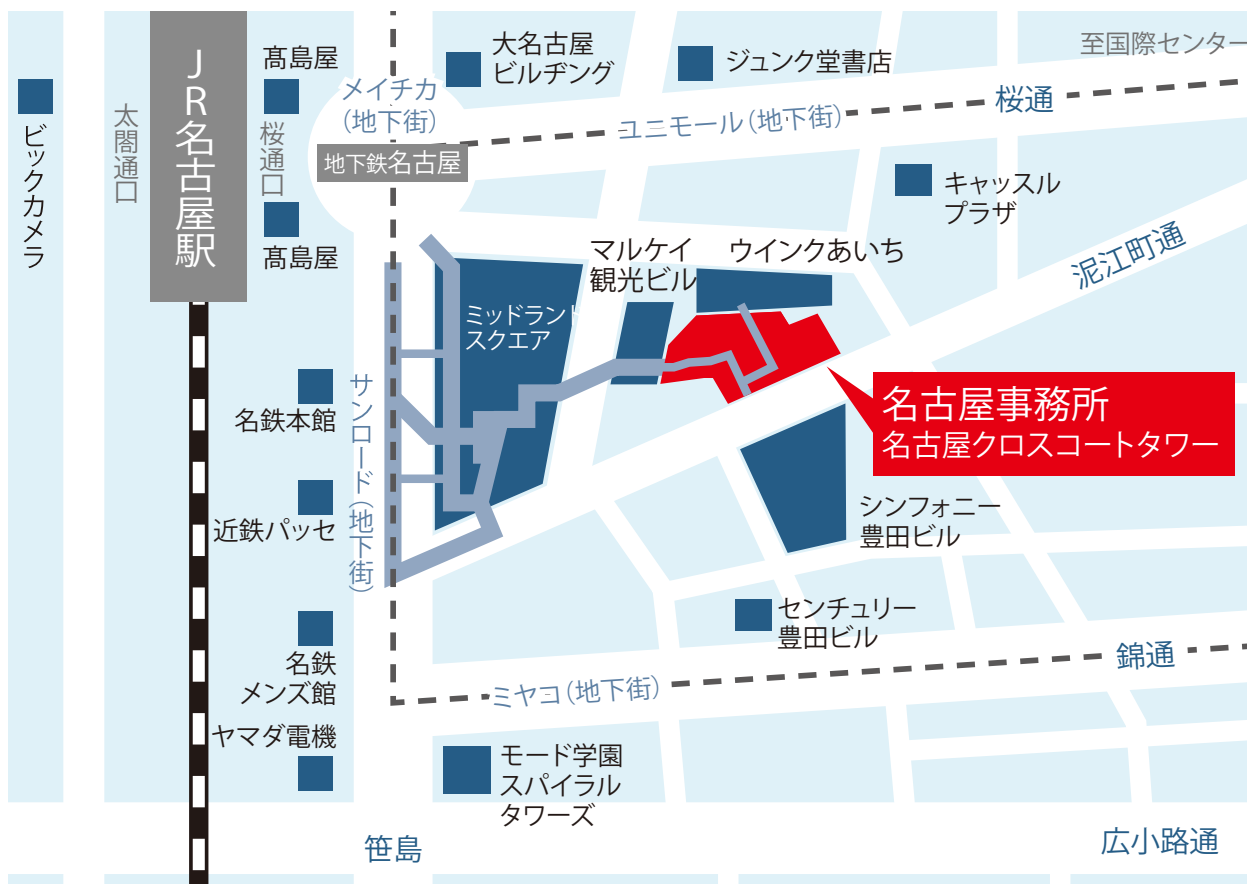 ビックカメラ
太閤通口
JR名古屋駅
髙島屋
桜通口
髙島屋
メイチカ
(地下街)
地下鉄名古屋
大名古屋
ビルヂング
ジュンク堂書店
至国際センター
桜通
ユニモール(地下街)
キャッスル
プラザ
泥江町通
マルケイ
観光ビル
ウインクあいち
ミッドランド
スクエア
名古屋事務所
名古屋クロスコートタワー
名鉄本館
サンロード(地下街)
近鉄パッセ
シンフォニー
豊田ビル
センチュリー
豊田ビル
名鉄
メンズ館
錦通
ミヤコ(地下街)
ヤマダ電機
モード学園
スパイラル
タワーズ
笹島
広小路通